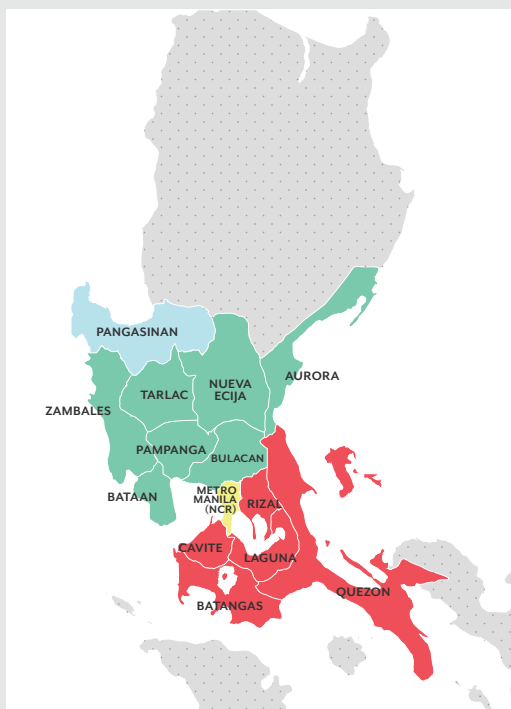 PANGASINAN
AURORA
NUEVA
ECIJA
TARLAC
ZAMBALES
PAMPANGA
BULACAN
BATAAN
METRO
MANILA
(NCR)
RIZAL
CAVITE
LAGUNA
QUEZON
BATANGAS